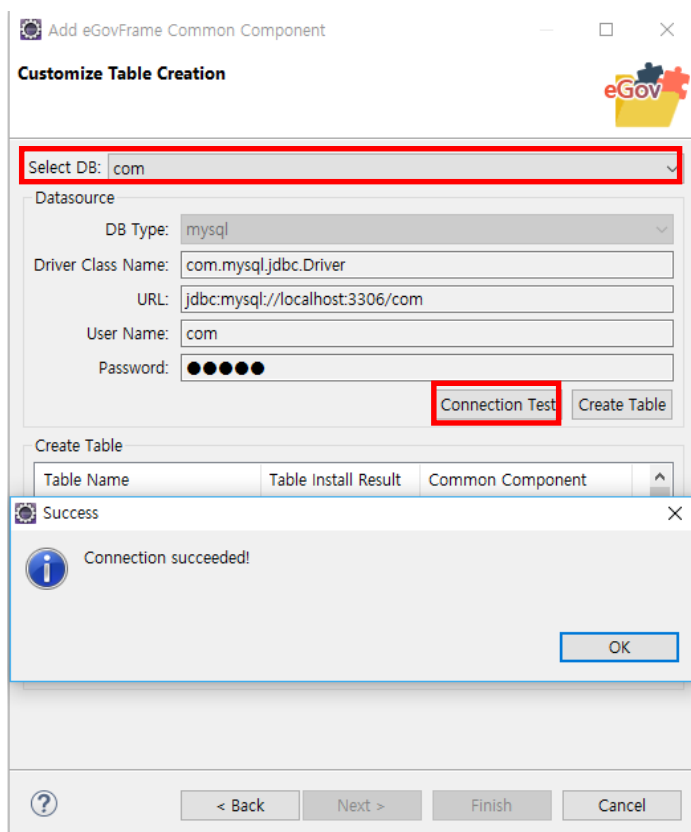 Add eGovFrame Common Component
Customize Table Creation
eGov
Select DB: com
Datasource
DB Type: mysql
Driver Class Name: com.mysql.jdbc.Driver
URL: jdbc:mysql://localhost:3306/com
User Name: com
Password: ●●●●●
Connection Test Create Table
Create Table
Table Name Table Install Result Common Component
Success
Connection succeeded!
OK
< Back Next > Finish Cancel